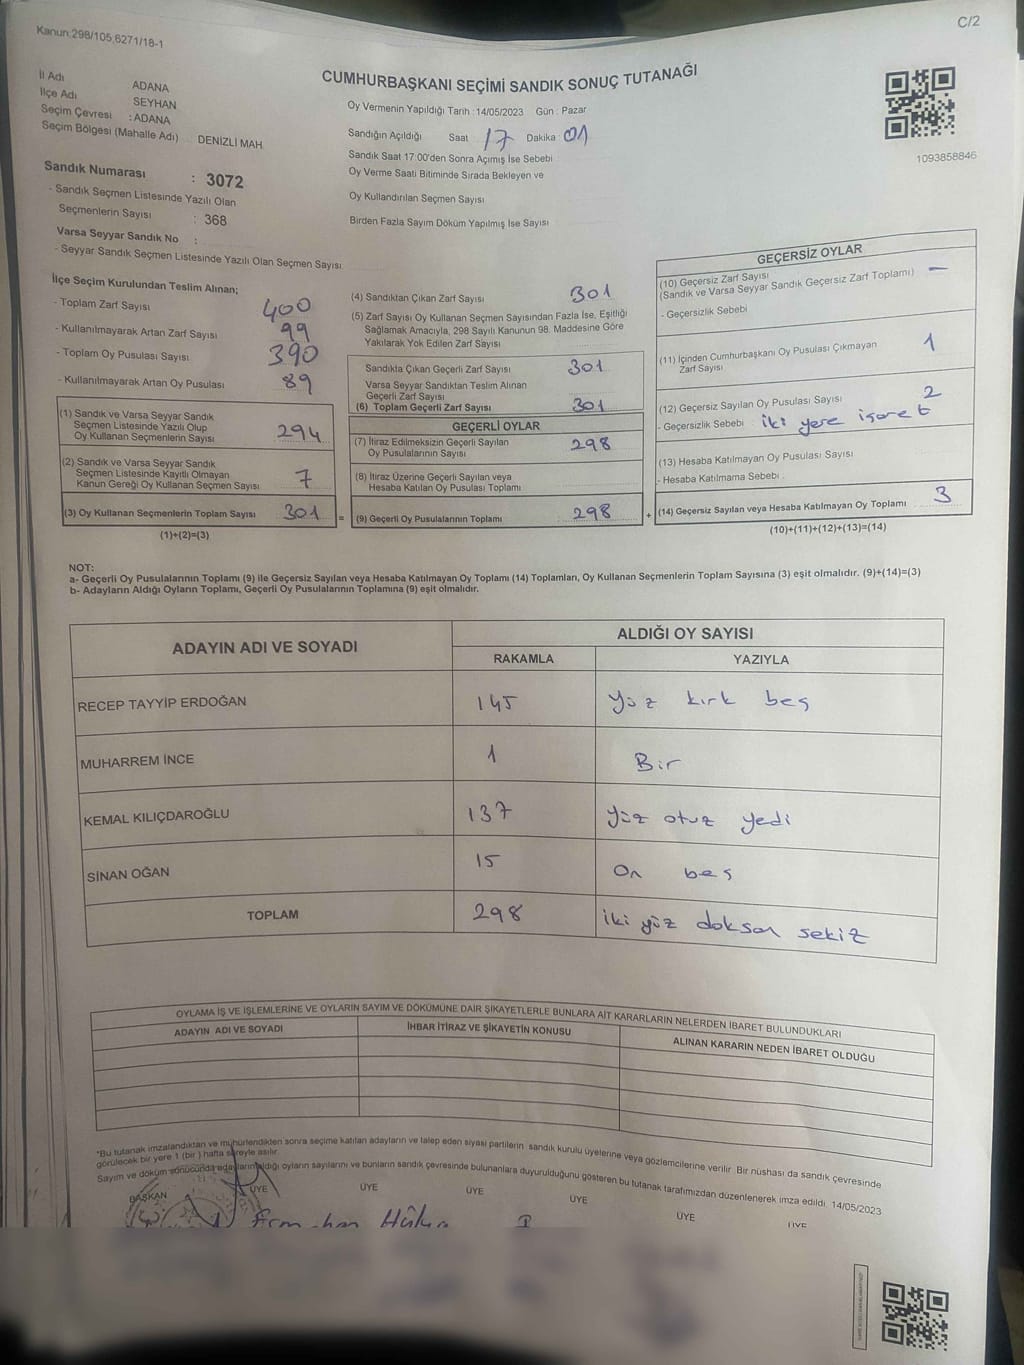 Kanun 298/105,6271/18-1
C/2
CUMHURBAŞKANI SEÇİMİ SANDIK SONUÇ TUTANAĞI
İl Adı ADANA
İlçe Adı SEYHAN
Seçim Çevresi : ADANA
Seçim Bölgesi (Mahalle Adı) DENİZLİ MAH.
Oy Vermenin Yapıldığı Tarih : 14/05/2023 Gün : Pazar
Sandığın Açıldığı Saat 17 Dakika : 01
Sandık Saat 17:00'den Sonra Açımış İse Sebebi
Oy Verme Saati Bitiminde Sırada Bekleyen ve
Oy Kullandırılan Seçmen Sayısı
Birden Fazla Sayım Döküm Yapılmış İse Sayısı
1093858846
Sandık Numarası : 3072
- Sandık Seçmen Listesinde Yazılı Olan
Seçmenlerin Sayısı : 368
Varsa Seyyar Sandık No :
- Seyyar Sandık Seçmen Listesinde Yazılı Olan Seçmen Sayısı
İlçe Seçim Kurulundan Teslim Alınan;
- Toplam Zarf Sayısı 400
- Kullanılmayarak Artan Zarf Sayısı 99
- Toplam Oy Pusulası Sayısı 390
- Kullanılmayarak Artan Oy Pusulası 89
(1) Sandık ve Varsa Seyyar Sandık
Seçmen Listesinde Yazılı Olup
Oy Kullanan Seçmenlerin Sayısı 294
(2) Sandık ve Varsa Seyyar Sandık
Seçmen Listesinde Kayıtlı Olmayan
Kanun Gereği Oy Kullanan Seçmen Sayısı 7
(3) Oy Kullanan Seçmenlerin Toplam Sayısı 301 =
(1)+(2)=(3)
(4) Sandıktan Çıkan Zarf Sayısı 301
(5) Zarf Sayısı Oy Kullanan Seçmen Sayısından Fazla İse, Eşitliği
Sağlamak Amacıyla, 298 Sayılı Kanunun 98. Maddesine Göre
Yakılarak Yok Edilen Zarf Sayısı
Sandıkta Çıkan Geçerli Zarf Sayısı 301
Varsa Seyyar Sandıktan Teslim Alınan
Geçerli Zarf Sayısı
(6) Toplam Geçerli Zarf Sayısı 301
GEÇERLİ OYLAR
(7) İtiraz Edilmeksizin Geçerli Sayılan
Oy Pusulalarının Sayısı 298
(8) İtiraz Üzerine Geçerli Sayılan veya
Hesaba Katılan Oy Pusulası Toplamı
(9) Geçerli Oy Pusulalarının Toplamı 298 +
GEÇERSİZ OYLAR
(10) Geçersiz Zarf Sayısı
(Sandık ve Varsa Seyyar Sandık Geçersiz Zarf Toplamı) -
- Geçersizlik Sebebi
(11) İçinden Cumhurbaşkanı Oy Pusulası Çıkmayan
Zarf Sayısı 1
(12) Geçersiz Sayılan Oy Pusulası Sayısı 2
- Geçersizlik Sebebi iki yere işaret
(13) Hesaba Katılmayan Oy Pusulası Sayısı
- Hesaba Katılmama Sebebi
(14) Geçersiz Sayılan veya Hesaba Katılmayan Oy Toplamı 3
(10)+(11)+(12)+(13)=(14)
NOT:
a- Geçerli Oy Pusulalarının Toplamı (9) ile Geçersiz Sayılan veya Hesaba Katılmayan Oy Toplamı (14) Toplamları, Oy Kullanan Seçmenlerin Toplam Sayısına (3) eşit olmalıdır. (9)+(14)=(3)
b- Adayların Aldığı Oyların Toplamı, Geçerli Oy Pusulalarının Toplamına (9) eşit olmalıdır.
ADAYIN ADI VE SOYADI ALDIĞI OY SAYISI
RAKAMLA YAZIYLA
RECEP TAYYİP ERDOĞAN 145 Yüz kırk beş
MUHARREM İNCE 1 Bir
KEMAL KILIÇDAROĞLU 137 Yüz otuz yedi
SİNAN OĞAN 15 On beş
TOPLAM 298 iki yüz doksan sekiz
OYLAMA İŞ VE İŞLEMLERİNE VE OYLARIN SAYIM VE DÖKÜMÜNE DAİR ŞİKAYETLERLE BUNLARA AİT KARARLARIN NELERDEN İBARET BULUNDUKLARI
ADAYIN ADI VE SOYADI İHBAR İTİRAZ VE ŞİKAYETİN KONUSU ALINAN KARARIN NEDEN İBARET OLDUĞU
*Bu tutanak imzalandıktan ve mühürlendikten sonra seçime katılan adayların ve talep eden siyasi partilerin sandık kurulu üyelerine veya gözlemcilerine verilir. Bir nüshası da sandık çevresinde
görülecek bir yere 1 (bir) hafta süreyle asılır.
Sayım ve döküm sonucunda adayların aldığı oyların sayılarını ve bunların sandık çevresinde bulunanlara duyurulduğunu gösteren bu tutanak tarafımızdan düzenlenerek imza edildi. 14/05/2023
BAŞKAN ÜYE ÜYE ÜYE ÜYE ÜYE ÜYE